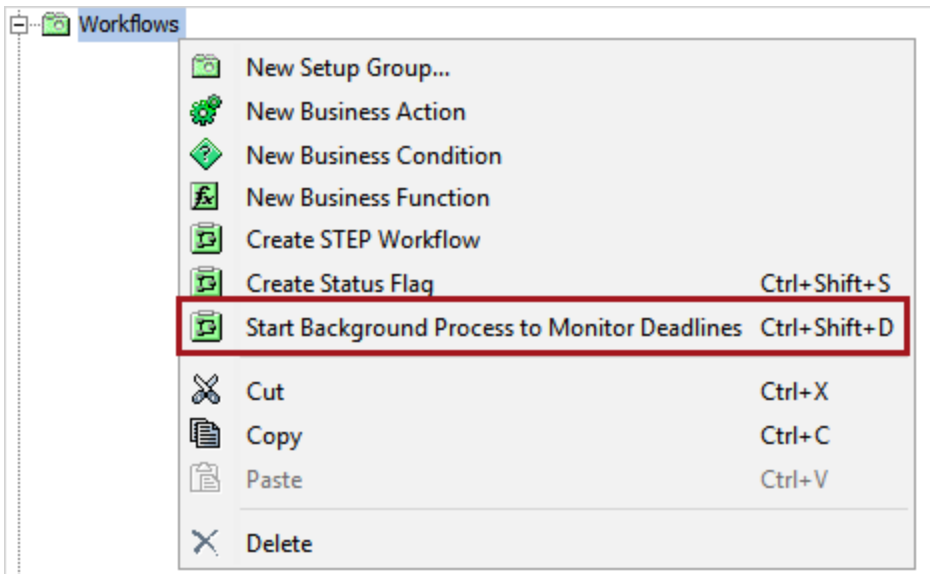 Workflows
New Setup Group...
New Business Action
New Business Condition
New Business Function
Create STEP Workflow
Create Status Flag Ctrl+Shift+S
Start Background Process to Monitor Deadlines Ctrl+Shift+D
Cut Ctrl+X
Copy Ctrl+C
Paste Ctrl+V
Delete